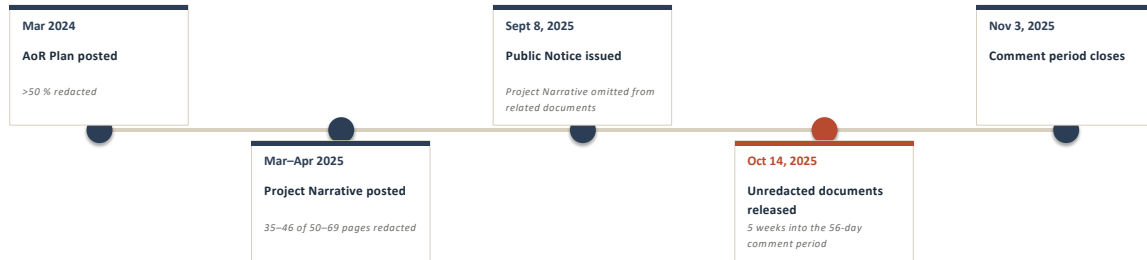 Mar 2024
AoR Plan posted
>50 % redacted
Mar–Apr 2025
Project Narrative posted
35–46 of 50–69 pages redacted
Sept 8, 2025
Public Notice issued
Project Narrative omitted from
related documents
Oct 14, 2025
Unredacted documents
released
5 weeks into the 56-day
comment period
Nov 3, 2025
Comment period closes